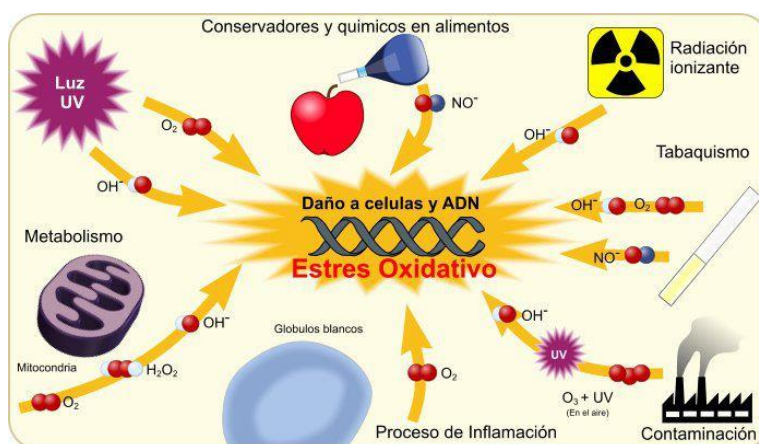 Conservadores y quimicos en alimentos
Luz
UV
O₂
OH⁻
NO⁻
Radiación
ionizante
OH⁻
Tabaquismo
OH⁻
O₂
NO⁻
Daño a celulas y ADN
Estres Oxidativo
Metabolismo
Mitocondria
O₂
H₂O₂
OH⁻
Globulos blancos
O₂
Proceso de Inflamación
OH⁻
UV
O₃ + UV
(En el aire)
Contaminación